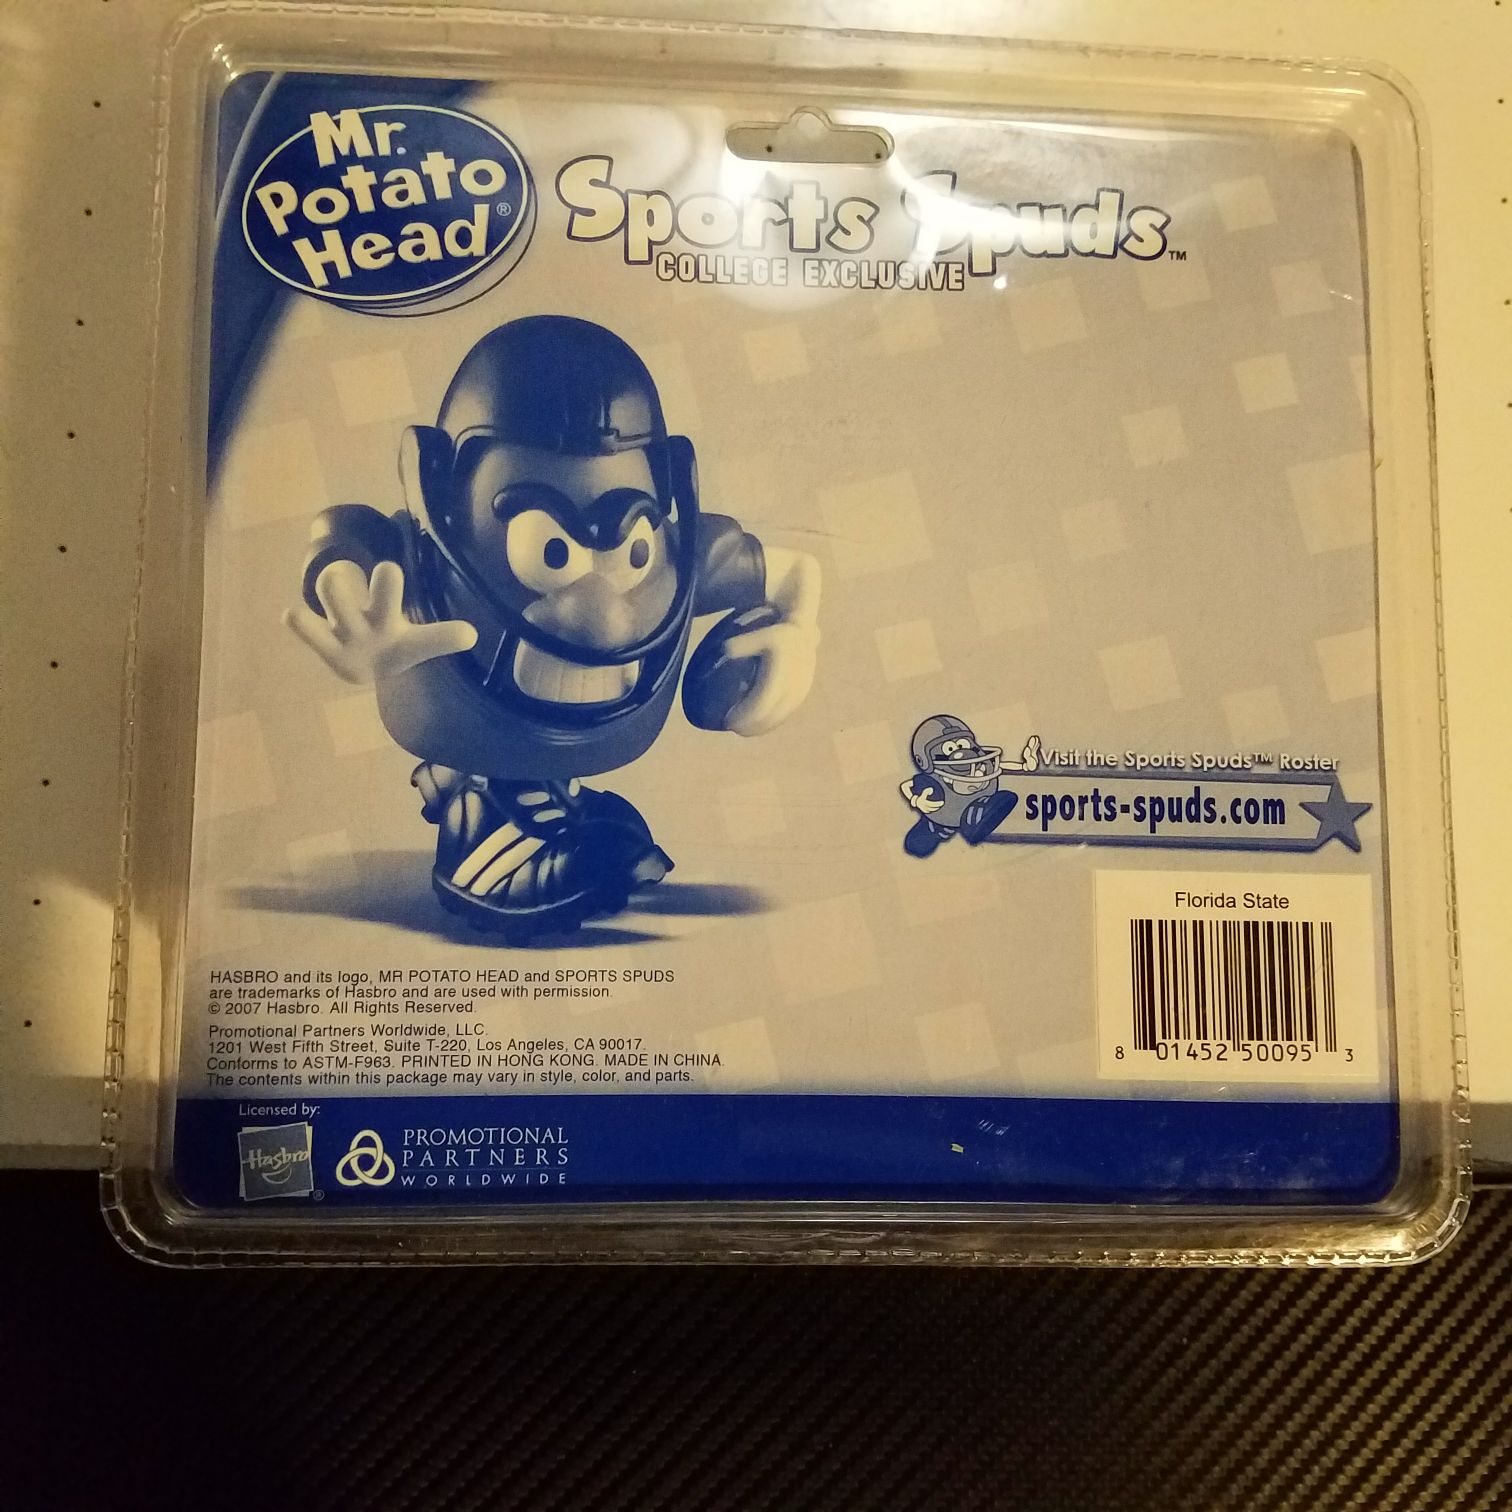 Mr.
Potato
Head®
Sports Spuds™
COLLEGE EXCLUSIVE
Visit the Sports Spuds™ Roster
sports-spuds.com
Florida State
8 01452 50095 3
HASBRO and its logo, MR POTATO HEAD and SPORTS SPUDS
are trademarks of Hasbro and are used with permission.
© 2007 Hasbro. All Rights Reserved.
Promotional Partners Worldwide, LLC.
1201 West Fifth Street, Suite T-220, Los Angeles, CA 90017.
Conforms to ASTM-F963. PRINTED IN HONG KONG. MADE IN CHINA.
The contents within this package may vary in style, color, and parts.
Licensed by:
Hasbro
®
PROMOTIONAL
PARTNERS
WORLDWIDE